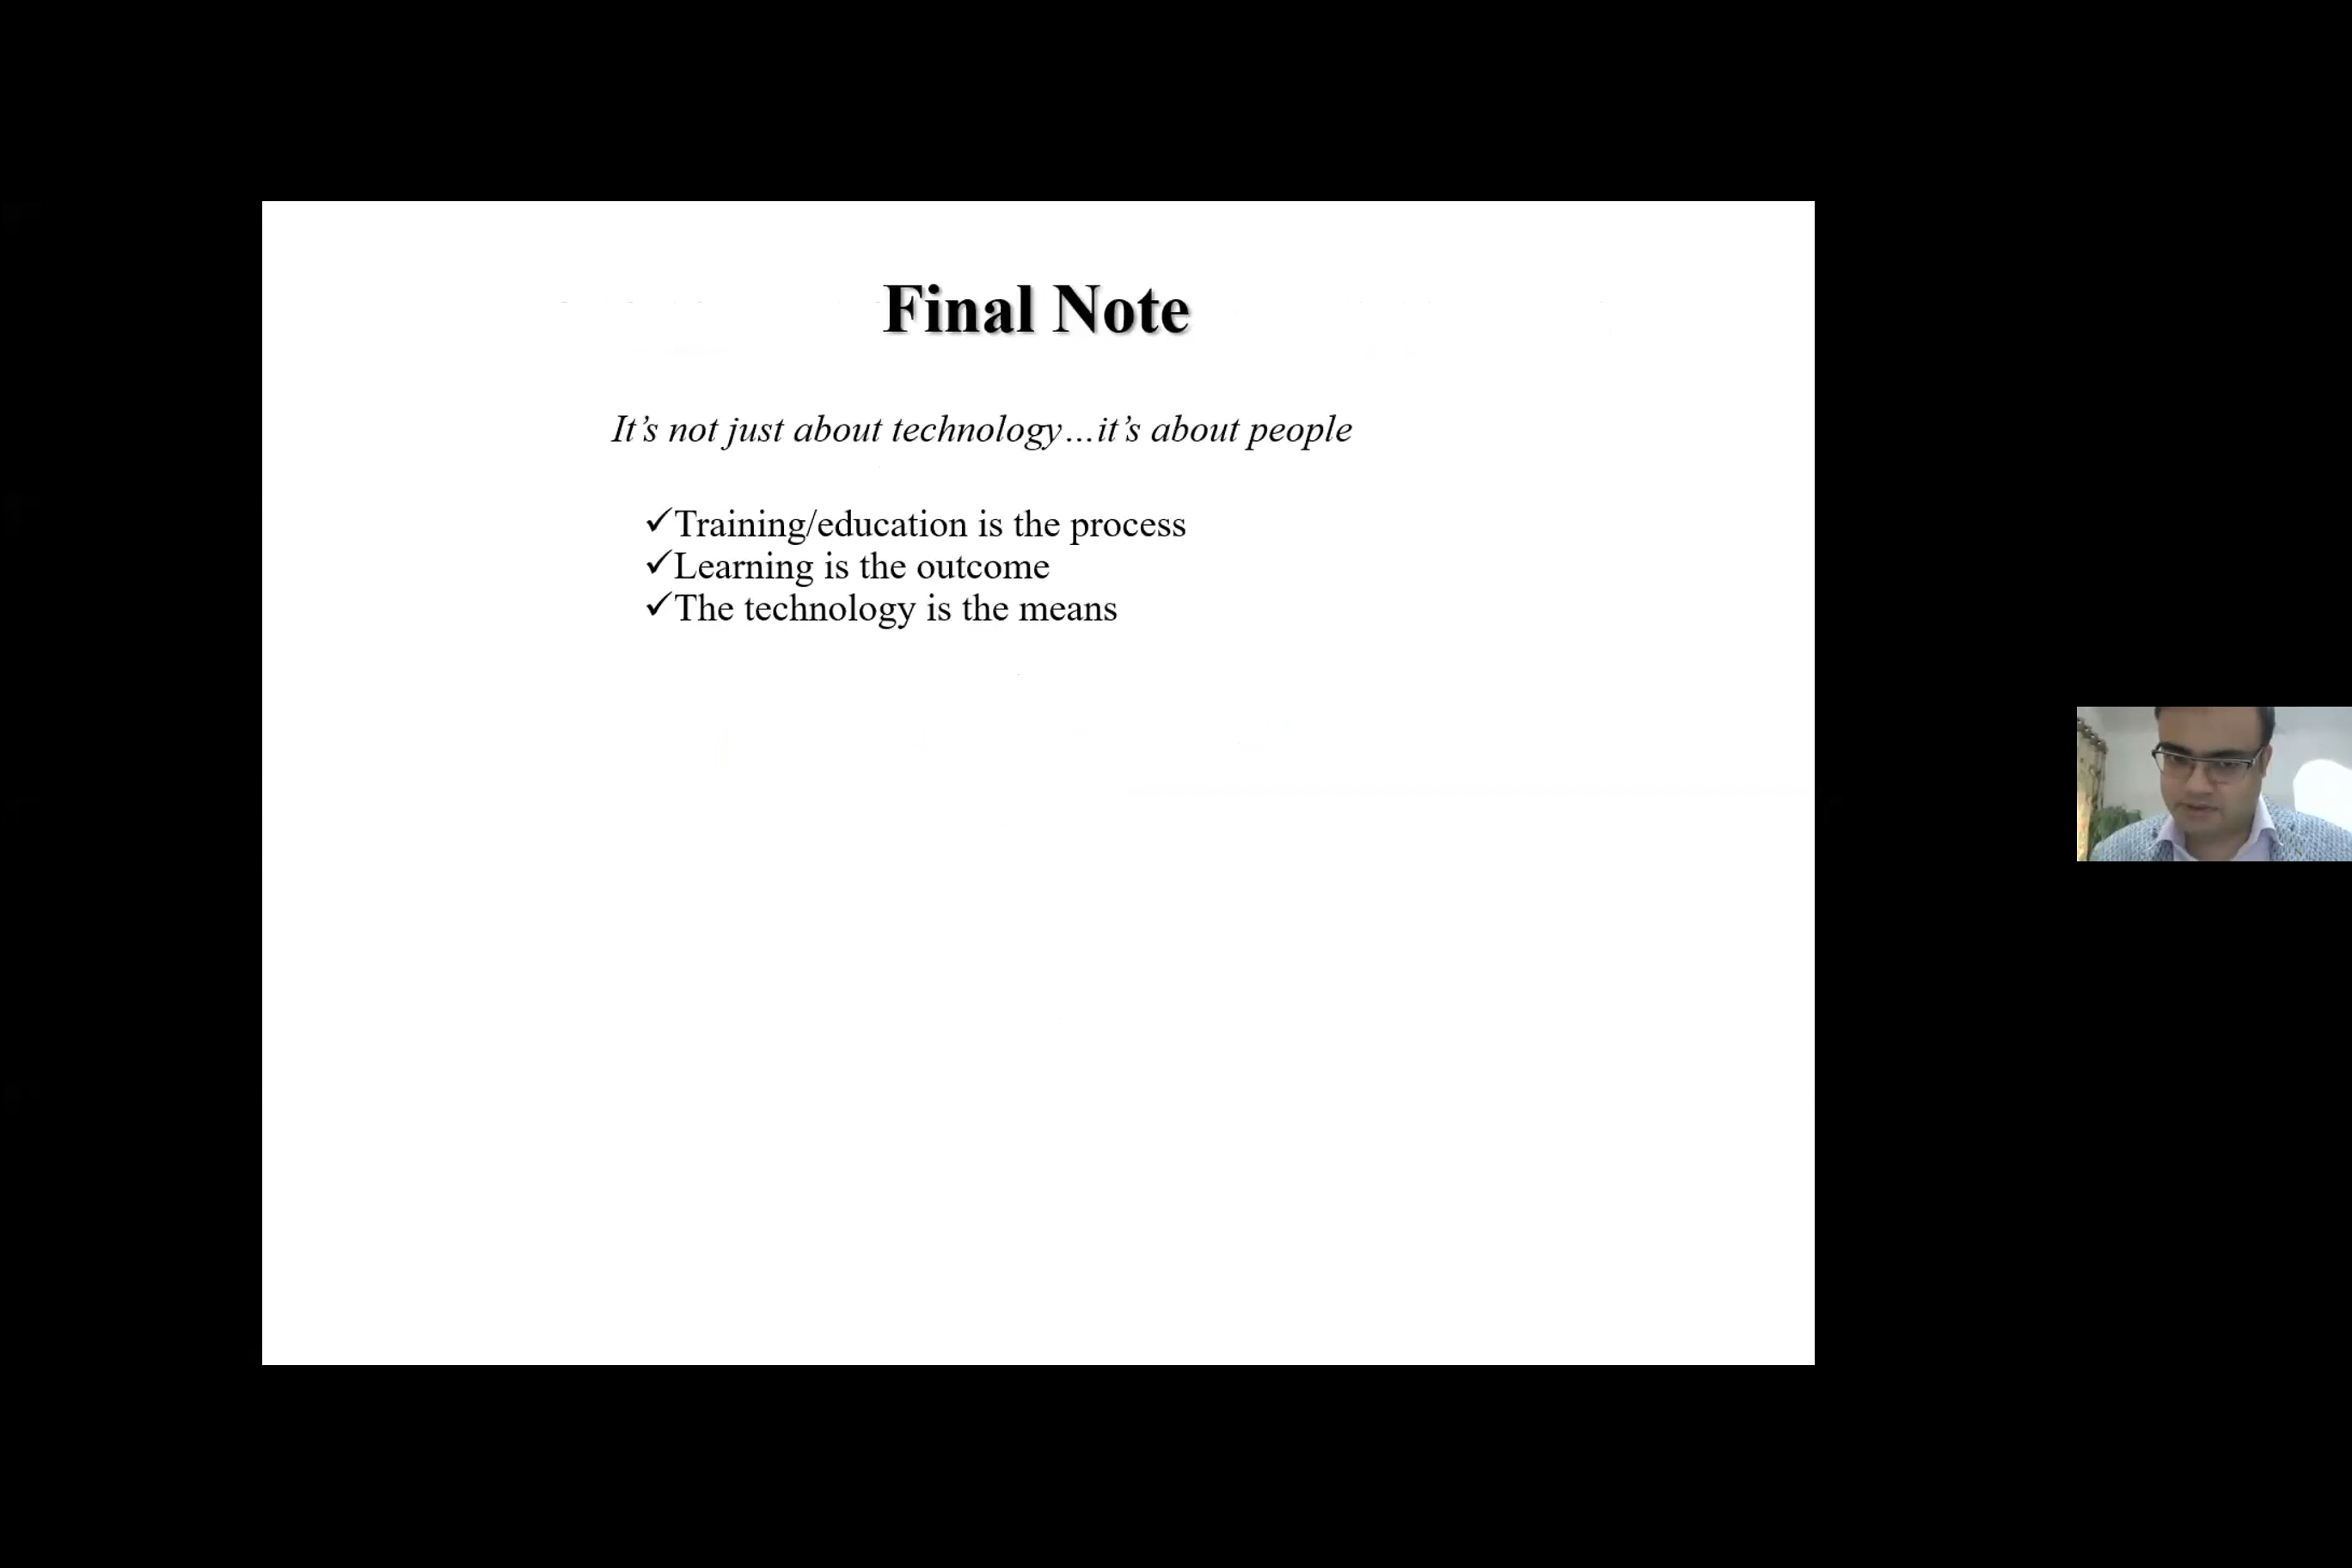 Final Note
It’s not just about technology…it’s about people
✓Training/education is the process
✓Learning is the outcome
✓The technology is the means